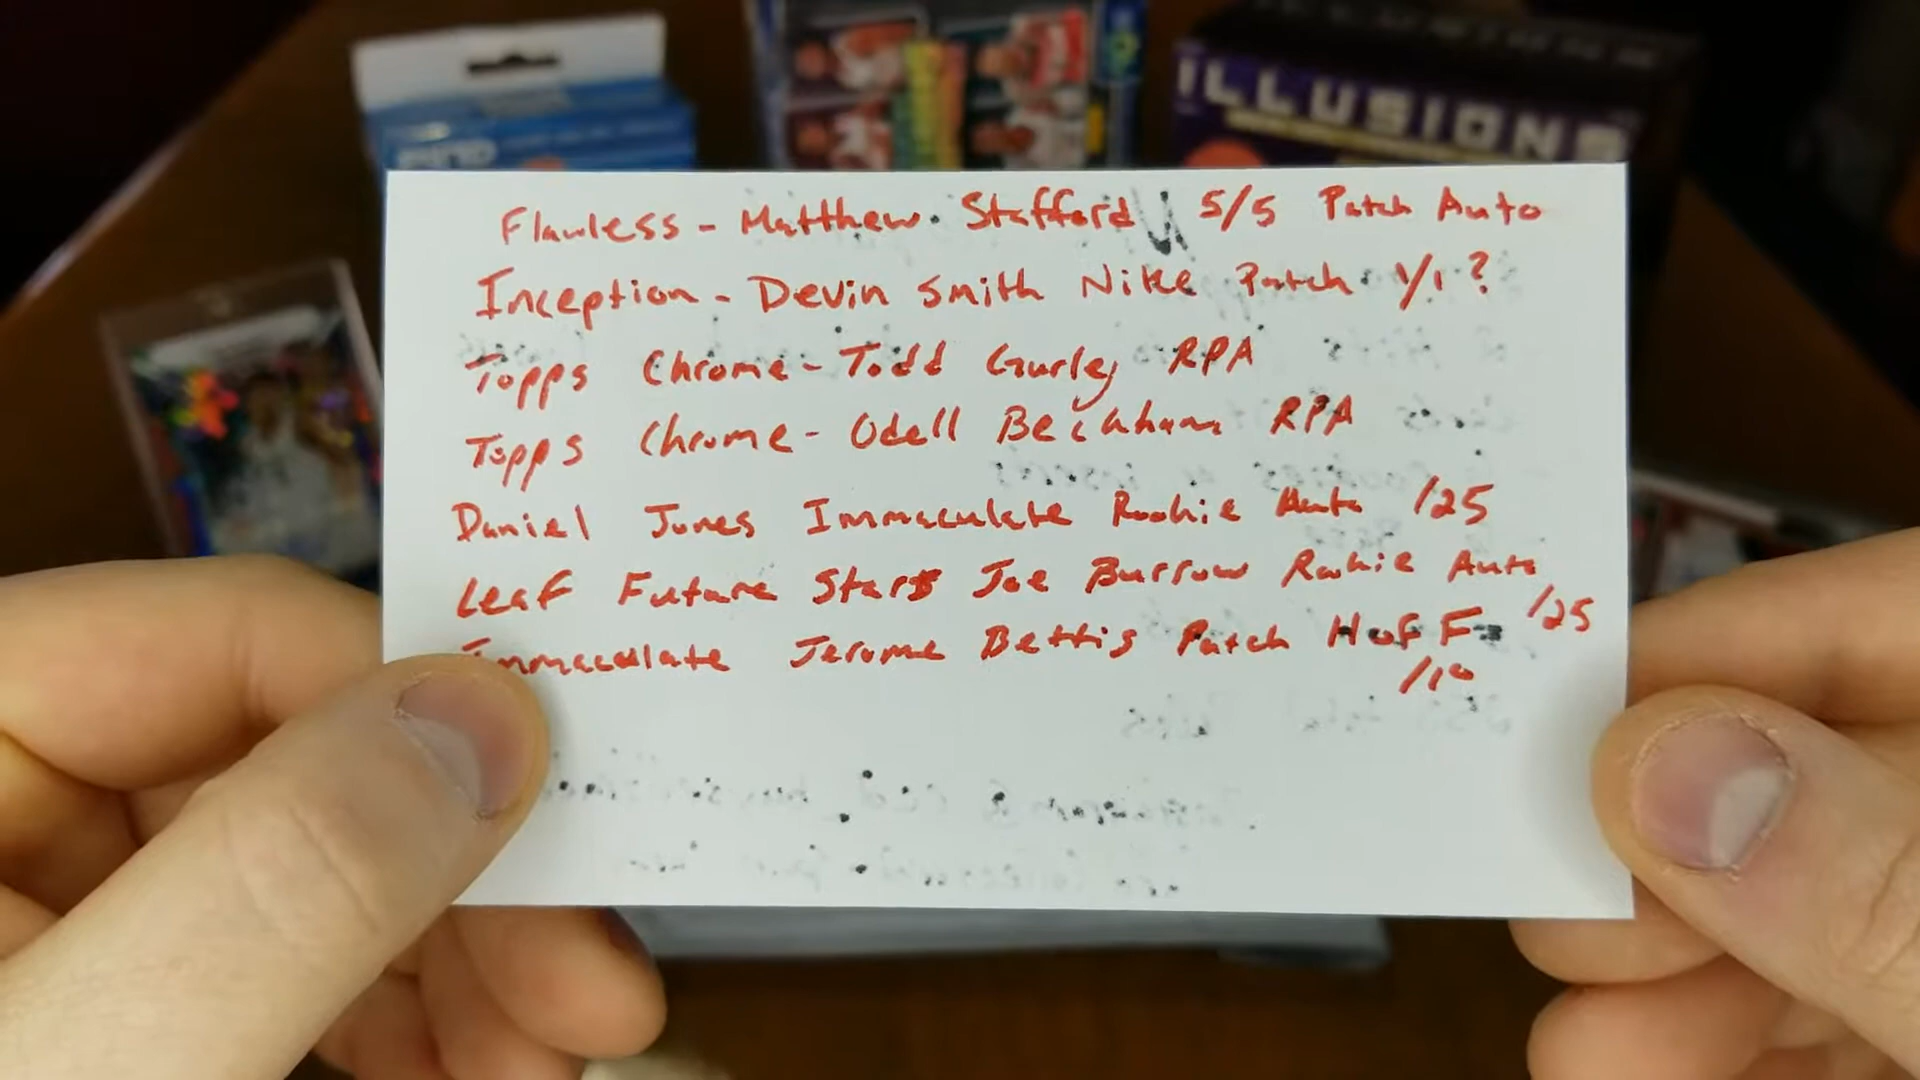 ILLUSIONS
Flawless - Matthew Stafford 5/5 Patch Auto
Inception - Devin Smith Nike Patch 1/1?
Topps Chrome - Todd Gurley RPA
Topps Chrome - Odell Beckham RPA
Daniel Jones Immaculate Rookie Auto /25
Leaf Future Stars Joe Burrow Rookie Auto /25
Immaculate Jerome Bettis Patch HofF
/10